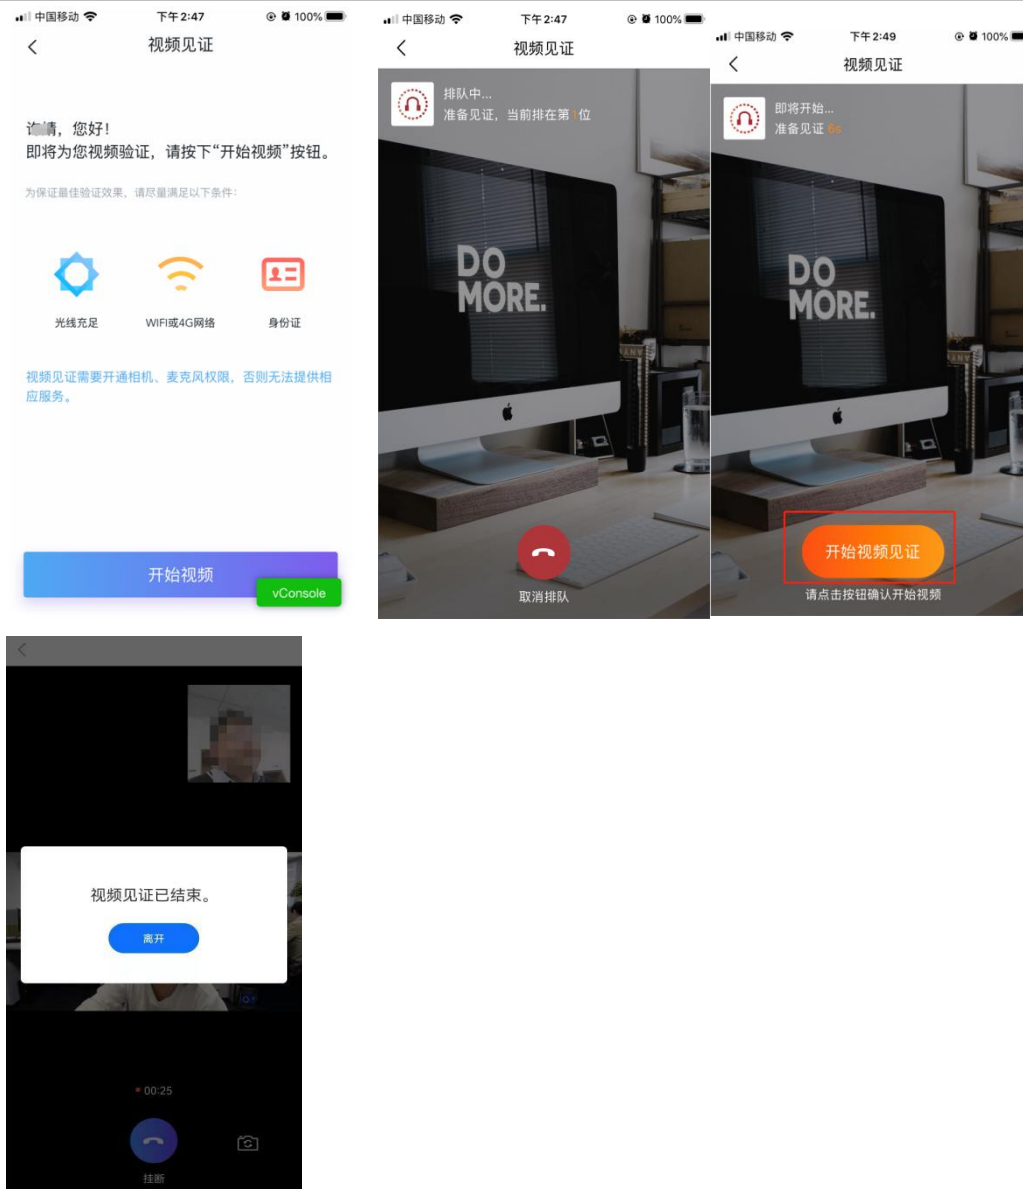 中国移动
下午 2:47
100%
视频见证
情，您好！
即将为您视频验证，请按下“开始视频”按钮。
为保证最佳验证效果，请尽量满足以下条件：
光线充足
WIFI或4G网络
身份证
视频见证需要开通相机、麦克风权限，否则无法提供相
应服务。
开始视频
vConsole
中国移动
下午 2:47
100%
视频见证
排队中...
准备见证，当前排在第1位
DO
MORE.
取消排队
中国移动
下午 2:49
100%
视频见证
即将开始...
准备见证 6s
DO
MORE.
开始视频见证
请点击按钮确认开始视频
视频见证已结束。
离开
00:25
挂断